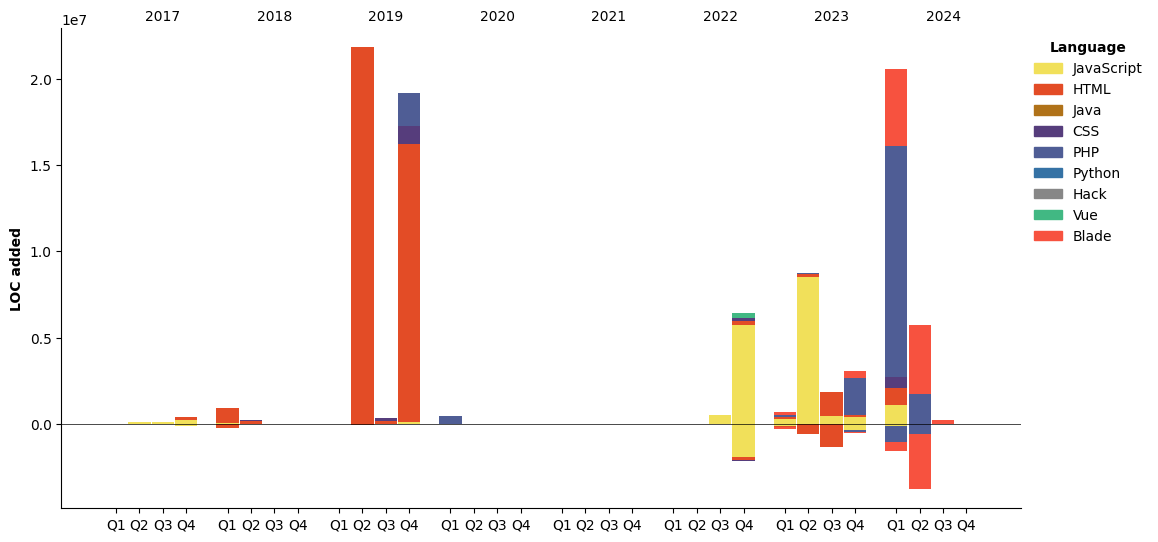 1e7
2017 2018 2019 2020 2021 2022 2023 2024
Language
JavaScript
HTML
Java
CSS
PHP
Python
Hack
Vue
Blade
LOC added
2.0
1.5
1.0
0.5
0.0
Q1 Q2 Q3 Q4 Q1 Q2 Q3 Q4 Q1 Q2 Q3 Q4 Q1 Q2 Q3 Q4 Q1 Q2 Q3 Q4 Q1 Q2 Q3 Q4 Q1 Q2 Q3 Q4 Q1 Q2 Q3 Q4